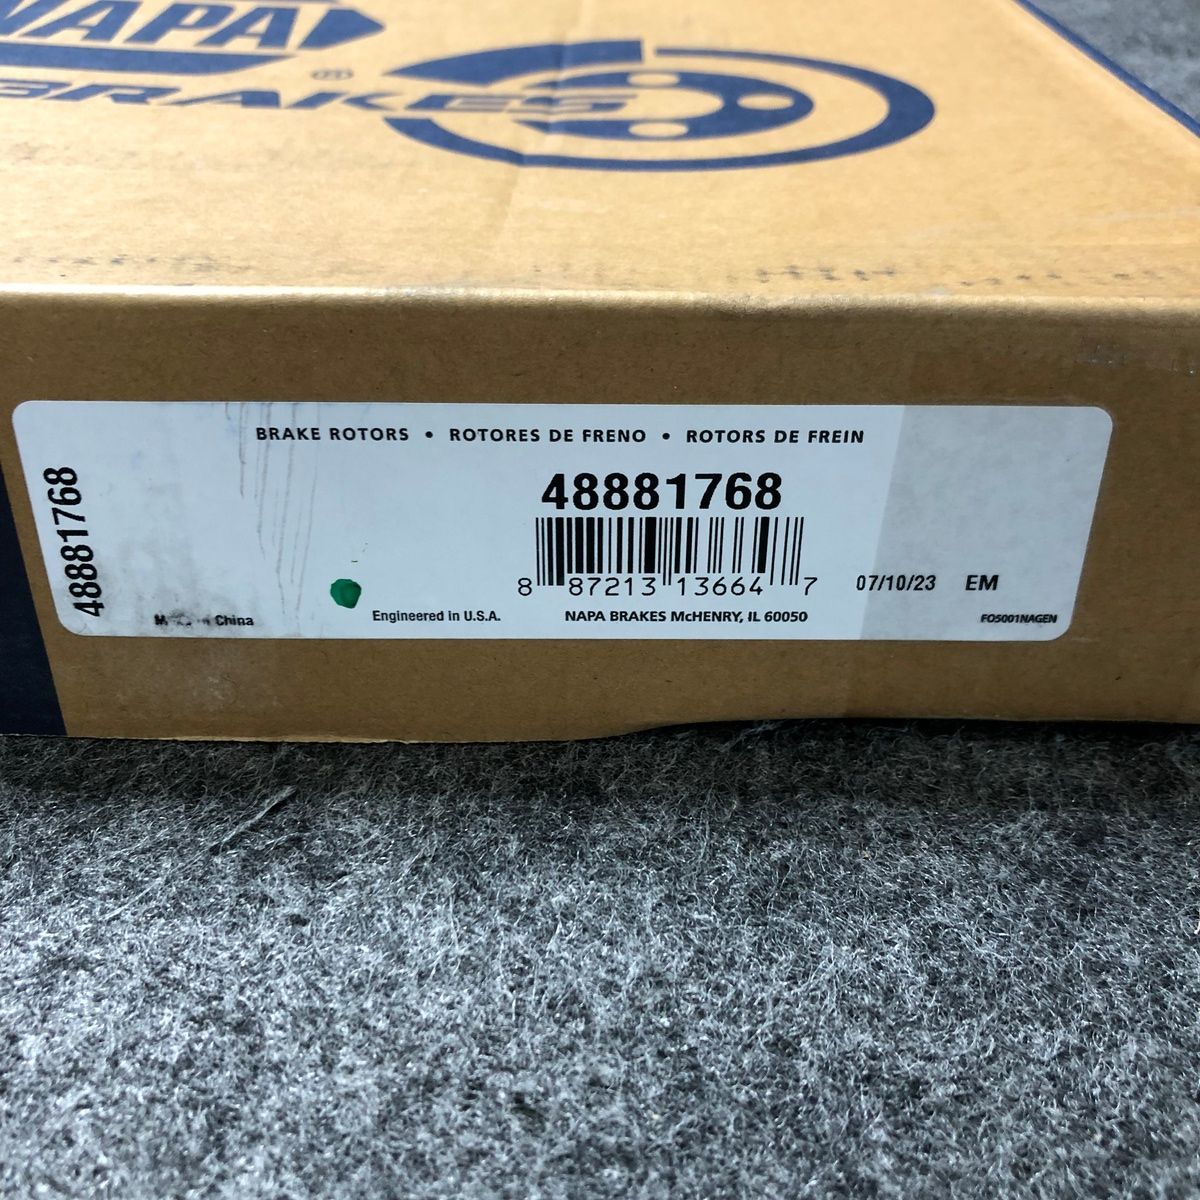 NAPA
®
BRAKES
BRAKE ROTORS • ROTORES DE FRENO • ROTORS DE FREIN
48881768
48881768
8 87213 13664 7
07/10/23 EM
China
Engineered in U.S.A.
NAPA BRAKES McHENRY, IL 60050
FO5001NAGEN